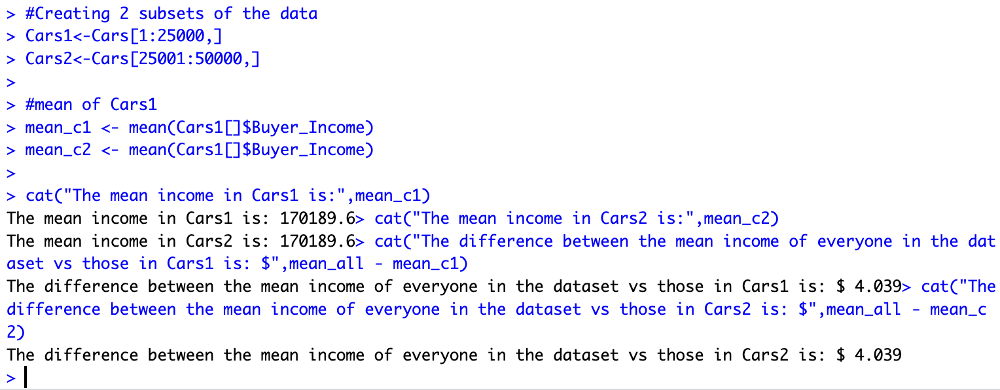 > #Creating 2 subsets of the data
> Cars1<-Cars[1:25000,]
> Cars2<-Cars[25001:50000,]
>
> #mean of Cars1
> mean_c1 <- mean(Cars1[]$Buyer_Income)
> mean_c2 <- mean(Cars1[]$Buyer_Income)
>
> cat("The mean income in Cars1 is:",mean_c1)
The mean income in Cars1 is: 170189.6> cat("The mean income in Cars2 is:",mean_c2)
The mean income in Cars2 is: 170189.6> cat("The difference between the mean income of everyone in the dat
aset vs those in Cars1 is: $",mean_all - mean_c1)
The difference between the mean income of everyone in the dataset vs those in Cars1 is: $ 4.039> cat("The
difference between the mean income of everyone in the dataset vs those in Cars2 is: $",mean_all - mean_c
2)
The difference between the mean income of everyone in the dataset vs those in Cars2 is: $ 4.039
>